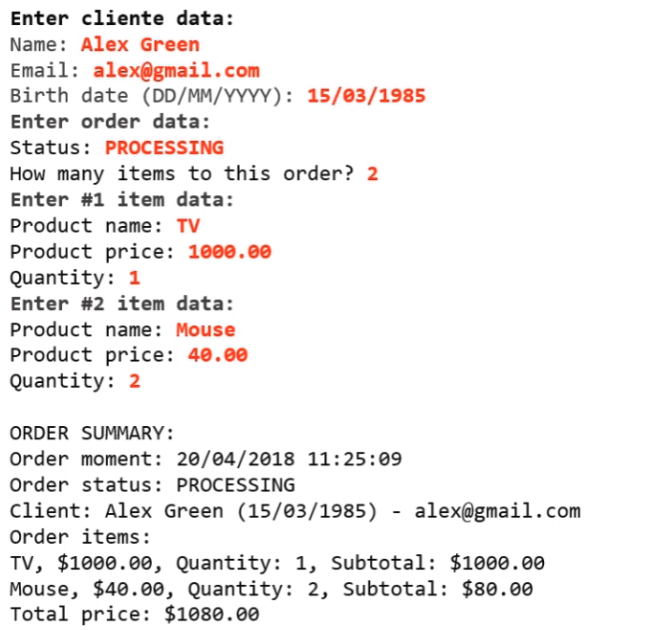 Enter cliente data:
Name: Alex Green
Email: alex@gmail.com
Birth date (DD/MM/YYYY): 15/03/1985
Enter order data:
Status: PROCESSING
How many items to this order? 2
Enter #1 item data:
Product name: TV
Product price: 1000.00
Quantity: 1
Enter #2 item data:
Product name: Mouse
Product price: 40.00
Quantity: 2

ORDER SUMMARY:
Order moment: 20/04/2018 11:25:09
Order status: PROCESSING
Client: Alex Green (15/03/1985) - alex@gmail.com
Order items:
TV, $1000.00, Quantity: 1, Subtotal: $1000.00
Mouse, $40.00, Quantity: 2, Subtotal: $80.00
Total price: $1080.00